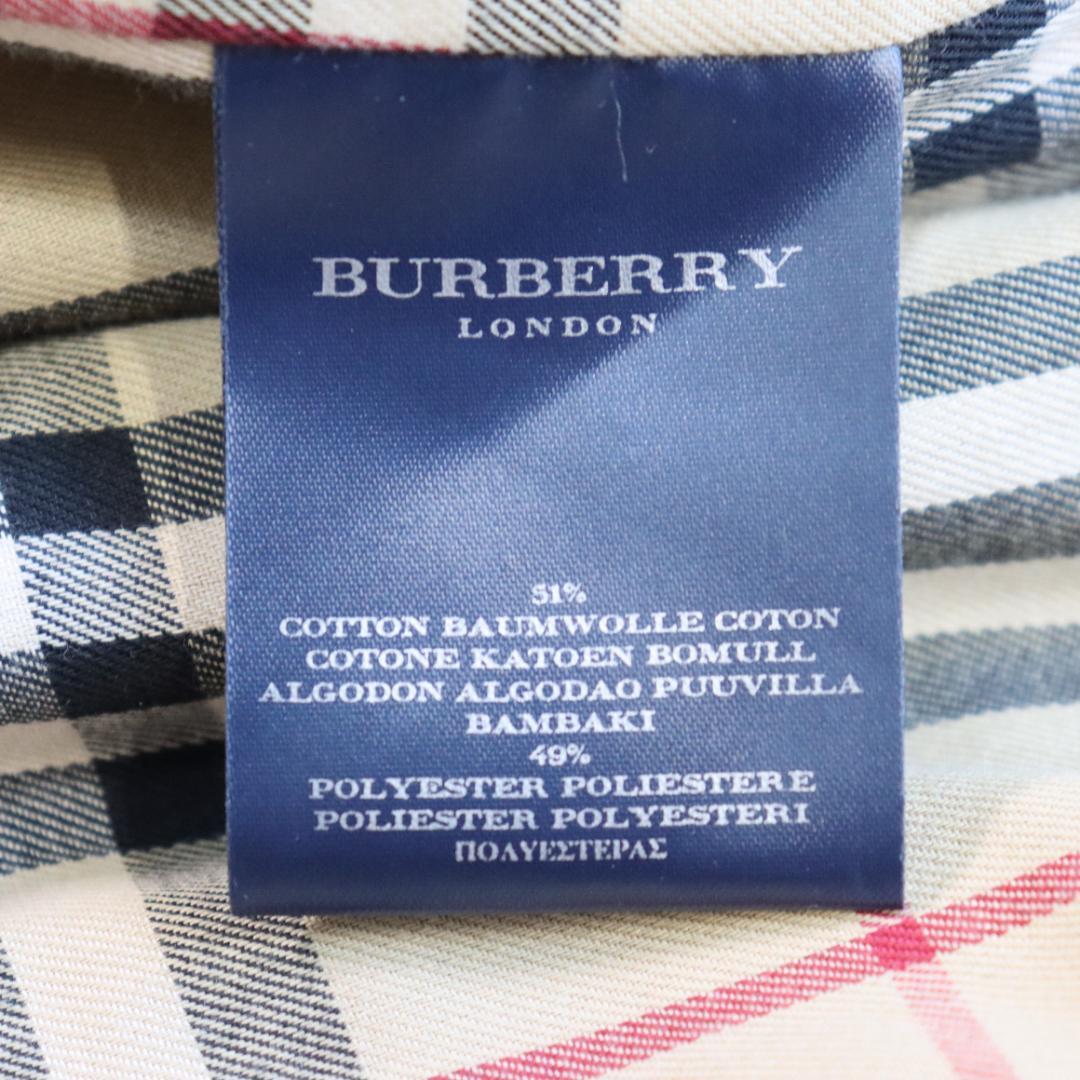 BURBERRY
LONDON
51%
COTTON BAUMWOLLE COTON
COTONE KATOEN BOMULL
ALGODON ALGODAO PUUVILLA
BAMBAKI
49%
POLYESTER POLIESTERE
POLIESTER POLYESTERI
ΠΟΛΥΕΣΤΕΡΑΣ